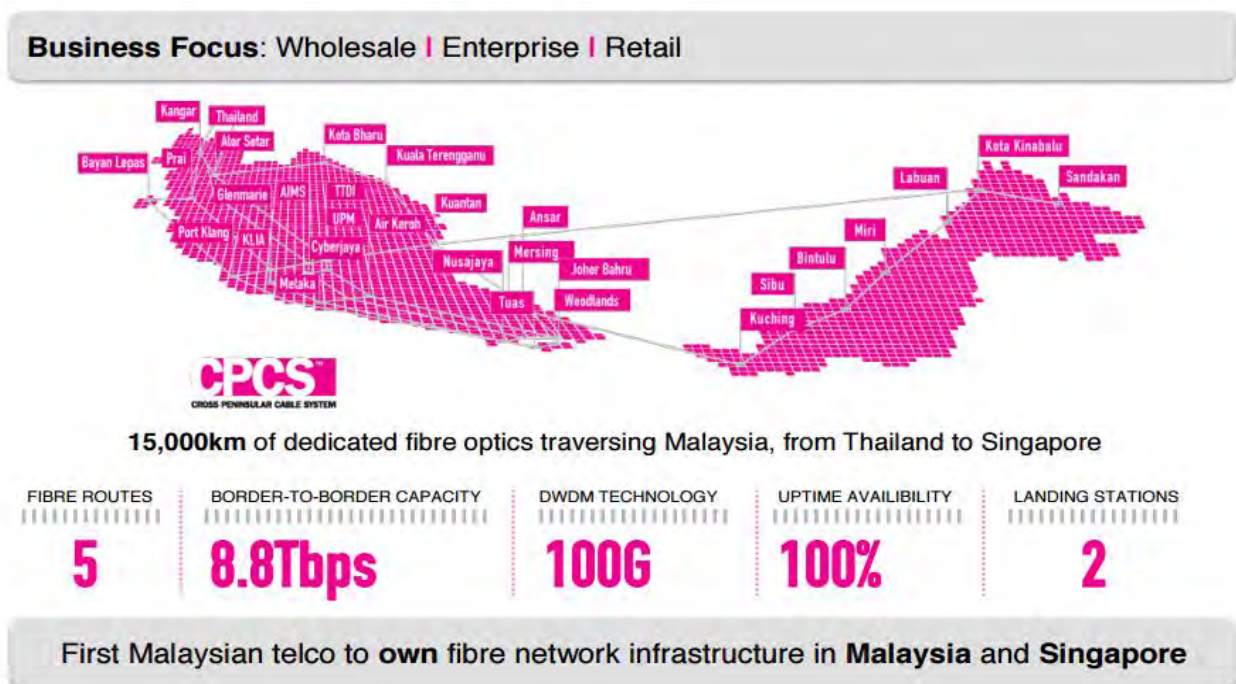 Business Focus: Wholesale | Enterprise | Retail
Kangar
Thailand
Alor Setar
Kota Bharu
Kuala Terengganu
Bayan Lepas
Prai
Glenmarie
AIMS
TTDI
Kuantan
UPM
Air Keroh
Port Klang
KLIA
Cyberjaya
Melaka
Nusajaya
Ansar
Mersing
Johor Bahru
Tuas
Woodlands
Kota Kinabalu
Labuan
Sandakan
Miri
Bintulu
Sibu
Kuching
CPCS™
CROSS PENINSULAR CABLE SYSTEM
15,000km of dedicated fibre optics traversing Malaysia, from Thailand to Singapore
FIBRE ROUTES
5
BORDER-TO-BORDER CAPACITY
8.8Tbps
DWDM TECHNOLOGY
100G
UPTIME AVAILIBILITY
100%
LANDING STATIONS
2
First Malaysian telco to own fibre network infrastructure in Malaysia and Singapore